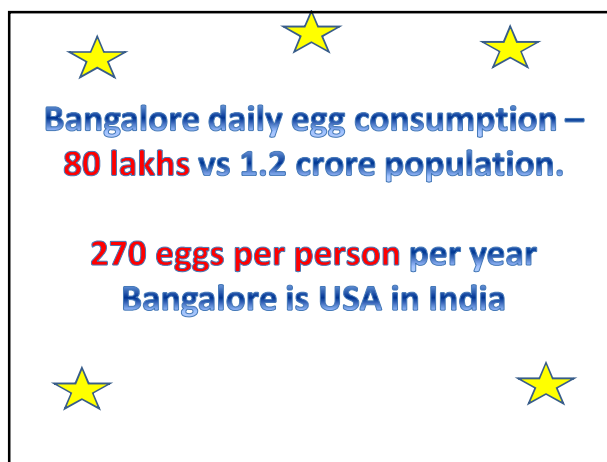 Bangalore daily egg consumption –
80 lakhs vs 1.2 crore population.
270 eggs per person per year
Bangalore is USA in India